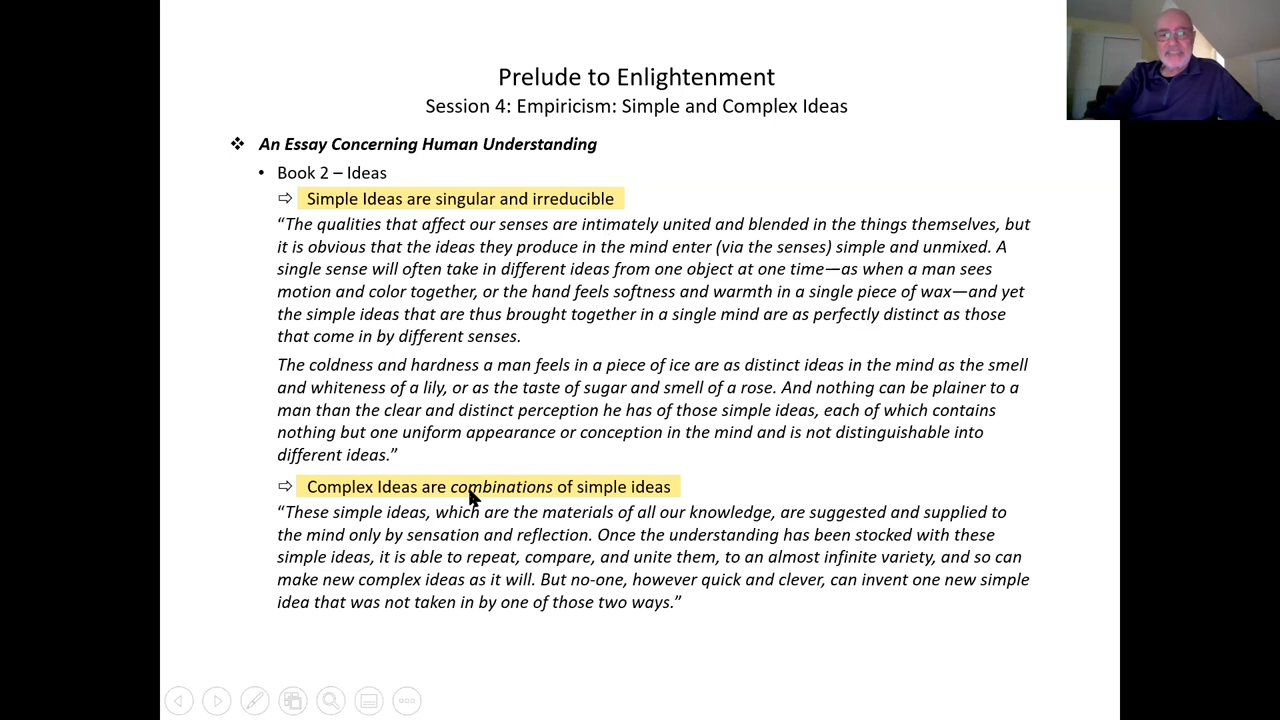 Prelude to Enlightenment
Session 4: Empiricism: Simple and Complex Ideas
❖ An Essay Concerning Human Understanding
• Book 2 – Ideas
⇨ Simple Ideas are singular and irreducible
“The qualities that affect our senses are intimately united and blended in the things themselves, but
it is obvious that the ideas they produce in the mind enter (via the senses) simple and unmixed. A
single sense will often take in different ideas from one object at one time—as when a man sees
motion and color together, or the hand feels softness and warmth in a single piece of wax—and yet
the simple ideas that are thus brought together in a single mind are as perfectly distinct as those
that come in by different senses.
The coldness and hardness a man feels in a piece of ice are as distinct ideas in the mind as the smell
and whiteness of a lily, or as the taste of sugar and smell of a rose. And nothing can be plainer to a
man than the clear and distinct perception he has of those simple ideas, each of which contains
nothing but one uniform appearance or conception in the mind and is not distinguishable into
different ideas.”
⇨ Complex Ideas are combinations of simple ideas
“These simple ideas, which are the materials of all our knowledge, are suggested and supplied to
the mind only by sensation and reflection. Once the understanding has been stocked with these
simple ideas, it is able to repeat, compare, and unite them, to an almost infinite variety, and so can
make new complex ideas as it will. But no-one, however quick and clever, can invent one new simple
idea that was not taken in by one of those two ways.”